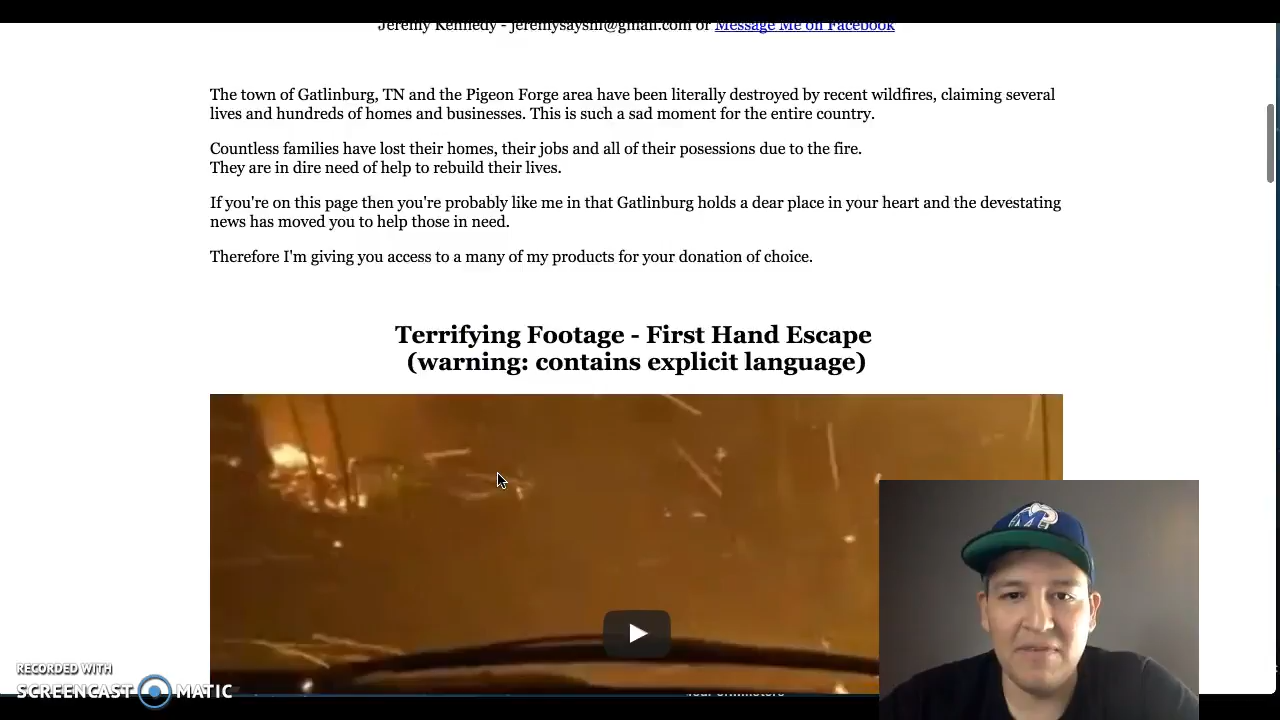 Jeremy Kennedy - jeremysayshi@gmail.com or Message Me on Facebook
The town of Gatlinburg, TN and the Pigeon Forge area have been literally destroyed by recent wildfires, claiming several
lives and hundreds of homes and businesses. This is such a sad moment for the entire country.
Countless families have lost their homes, their jobs and all of their posessions due to the fire.
They are in dire need of help to rebuild their lives.
If you're on this page then you're probably like me in that Gatlinburg holds a dear place in your heart and the devestating
news has moved you to help those in need.
Therefore I'm giving you access to a many of my products for your donation of choice.
Terrifying Footage - First Hand Escape
(warning: contains explicit language)
RECORDED WITH
SCREENCAST MATIC